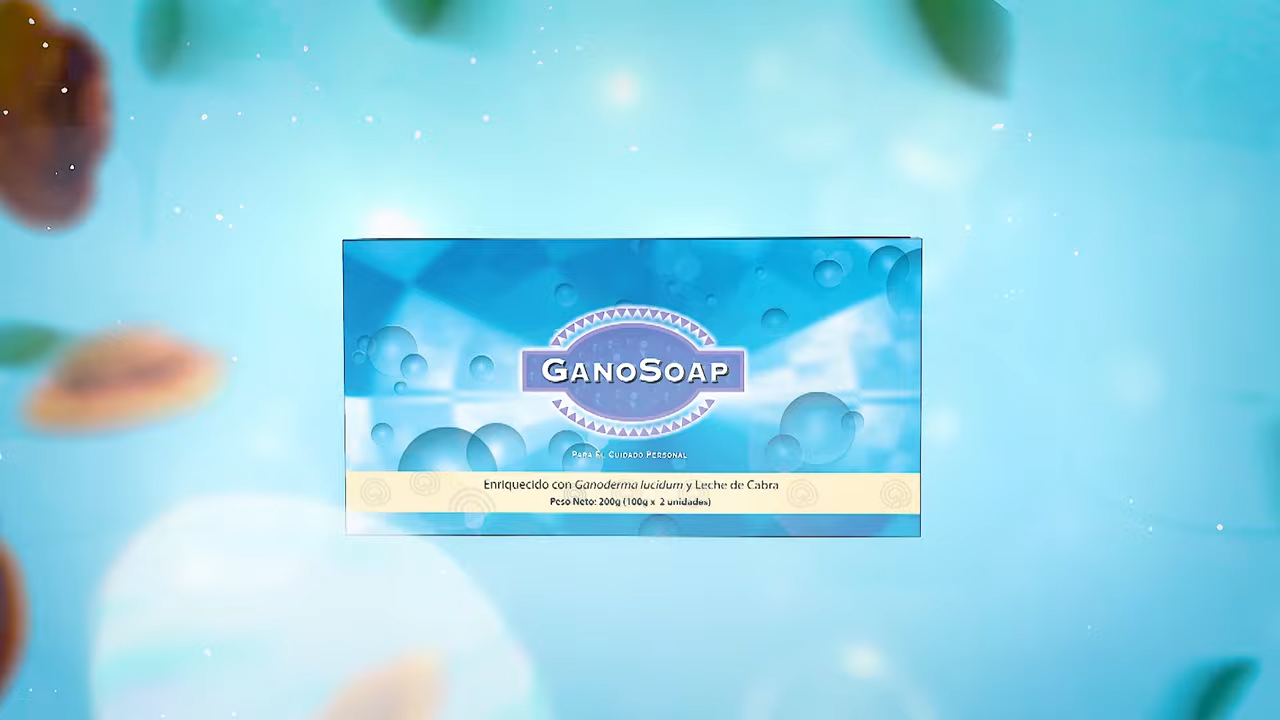 GANOSOAP
PARA EL CUIDADO PERSONAL
Enriquecido con Ganoderma lucidum y Leche de Cabra
Peso Neto: 200g (100g x 2 unidades)